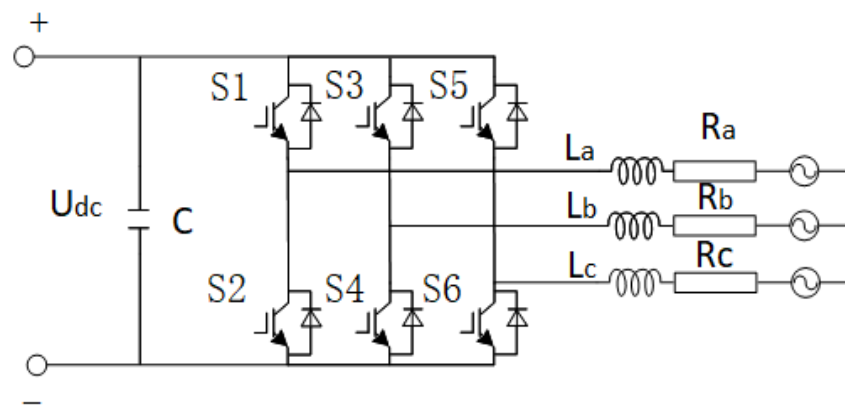 +
S1 S3 S5
Ra
La
Rb
Udc C
Lb
Rc
Lc
S2 S4 S6
−